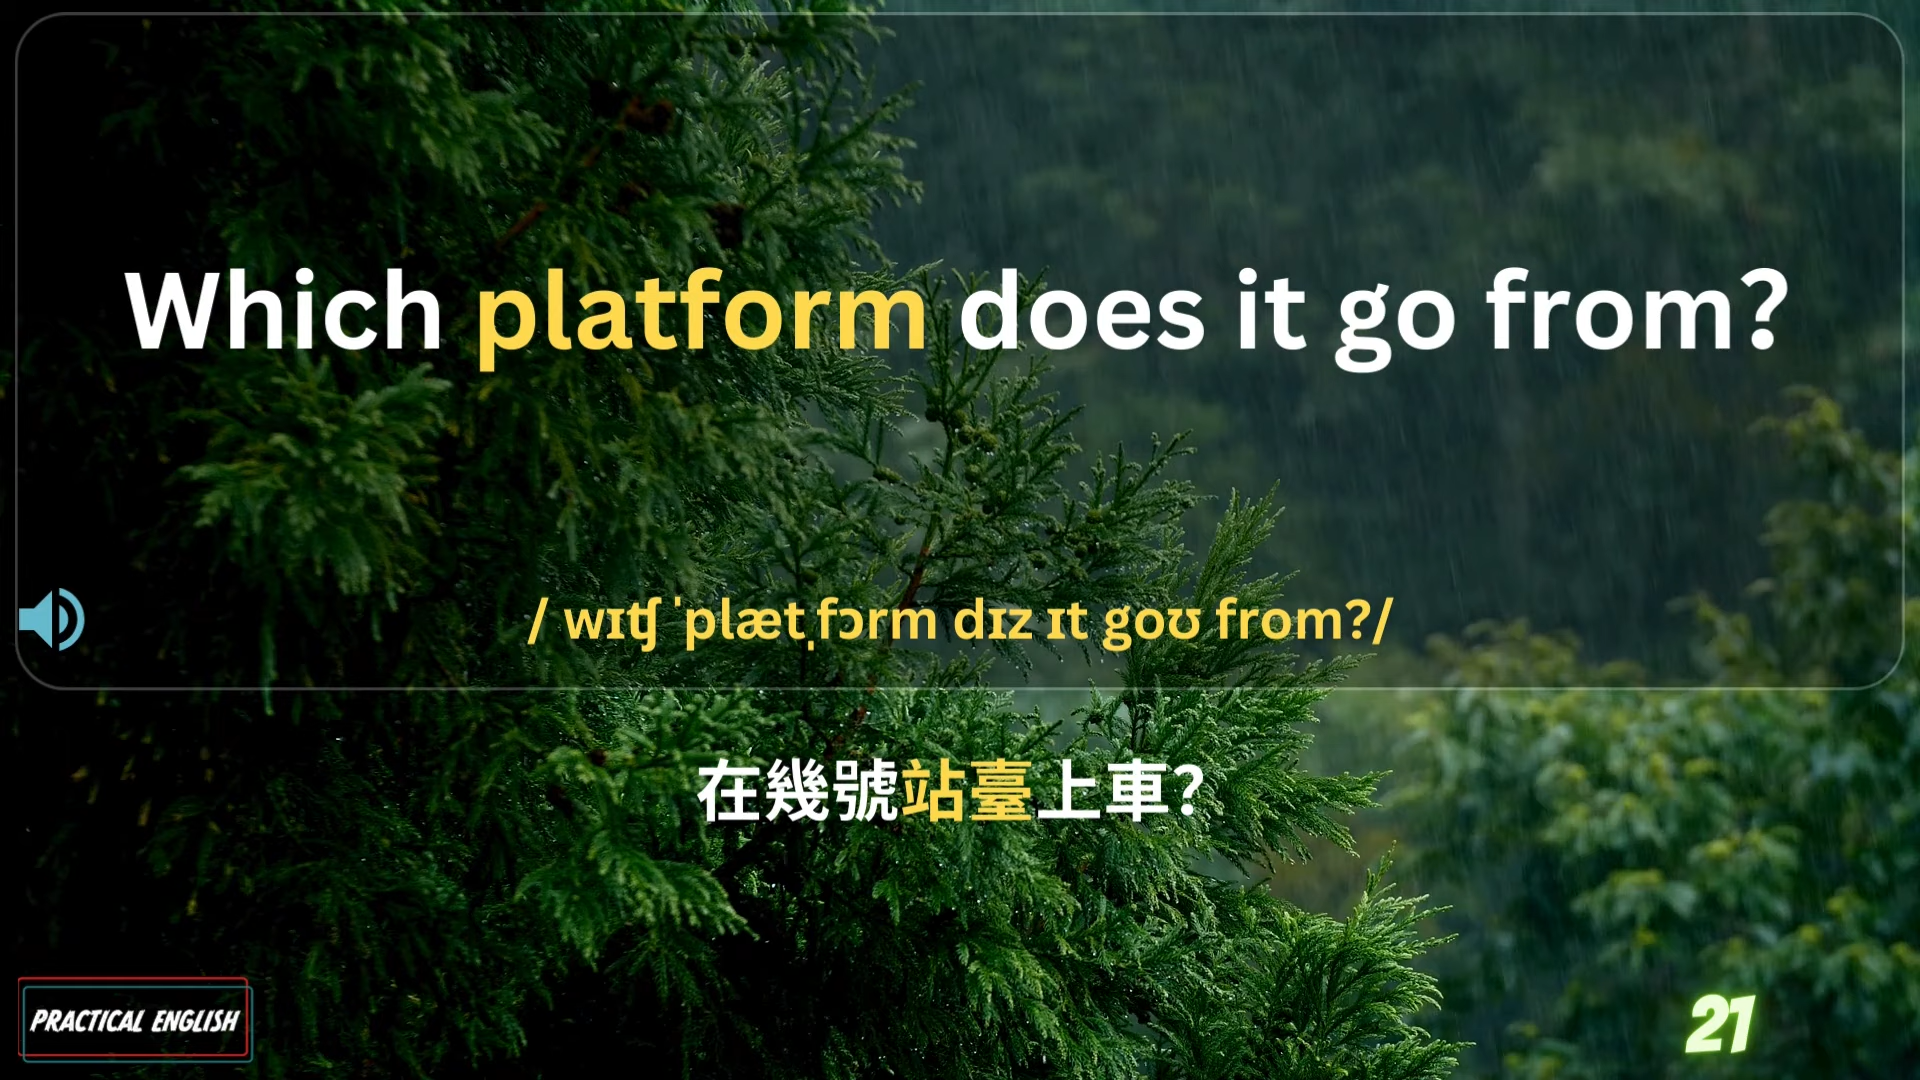 Which platform does it go from?
/ wɪʧ ˈplætˌfɔrm dɪz ɪt goʊ from?/
在幾號站臺上車?
PRACTICAL ENGLISH
21